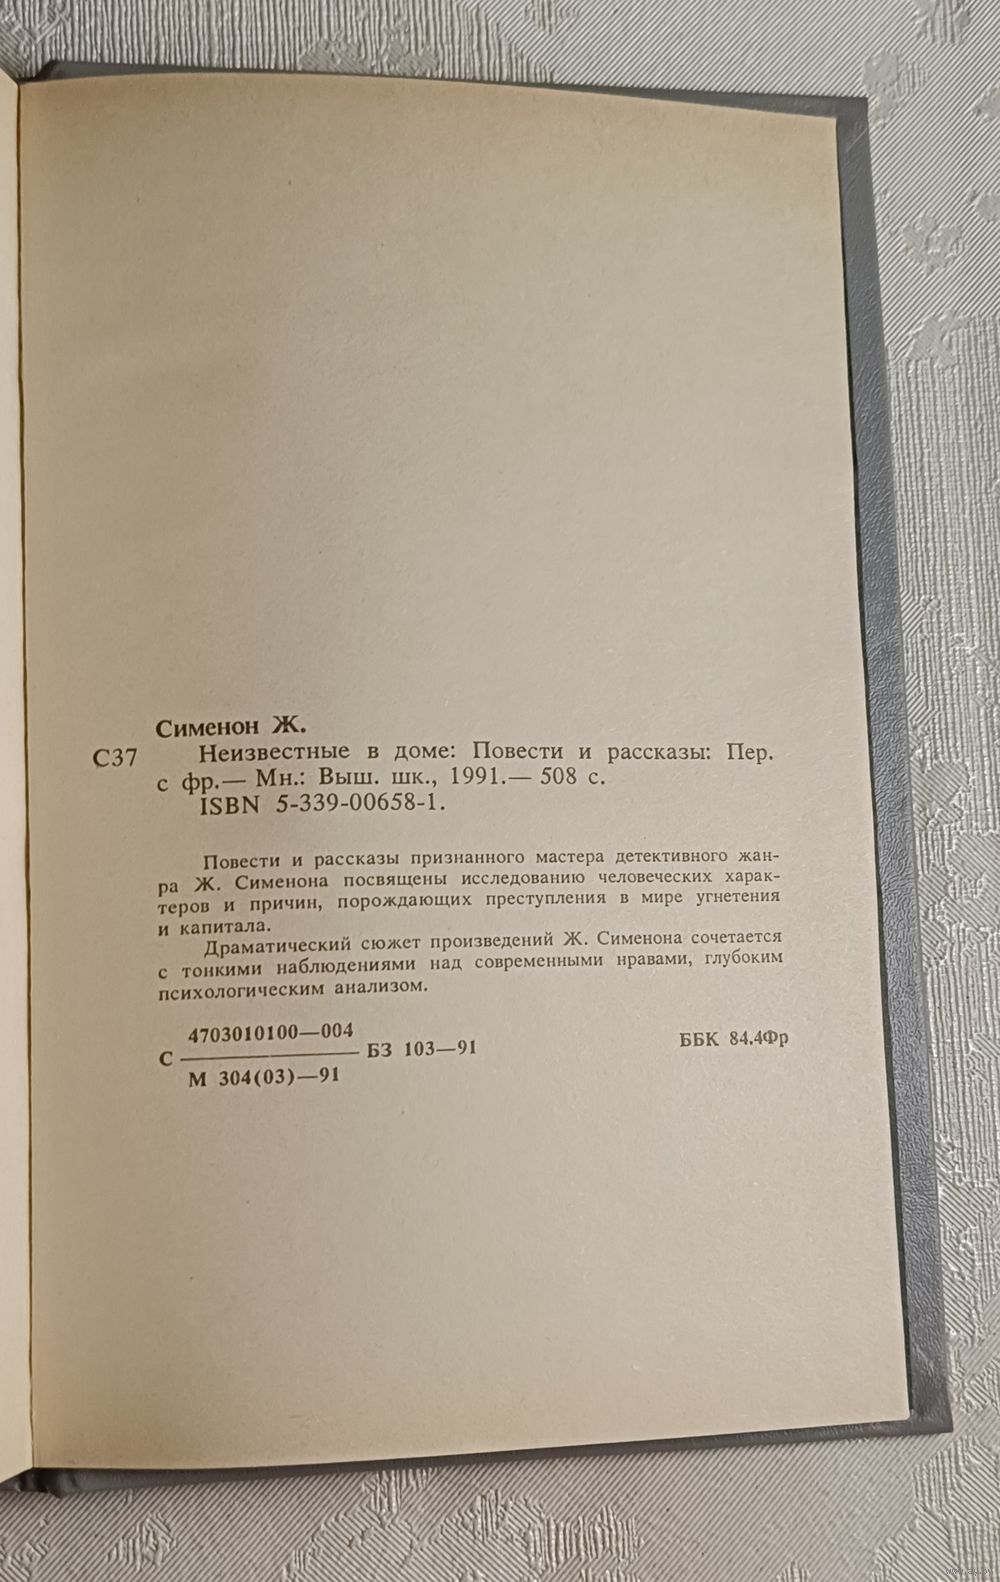 Сименон Ж.
С37 Неизвестные в доме: Повести и рассказы: Пер.
с фр.— Мн.: Выш. шк., 1991.— 508 с.
ISBN 5-339-00658-1.
Повести и рассказы признанного мастера детективного жан-
ра Ж. Сименона посвящены исследованию человеческих харак-
теров и причин, порождающих преступления в мире угнетения
и капитала.
Драматический сюжет произведений Ж. Сименона сочетается
с тонкими наблюдениями над современными нравами, глубоким
психологическим анализом.
4703010100—004
С ——— БЗ 103—91 ББК 84.4Фр
М 304(03)—91